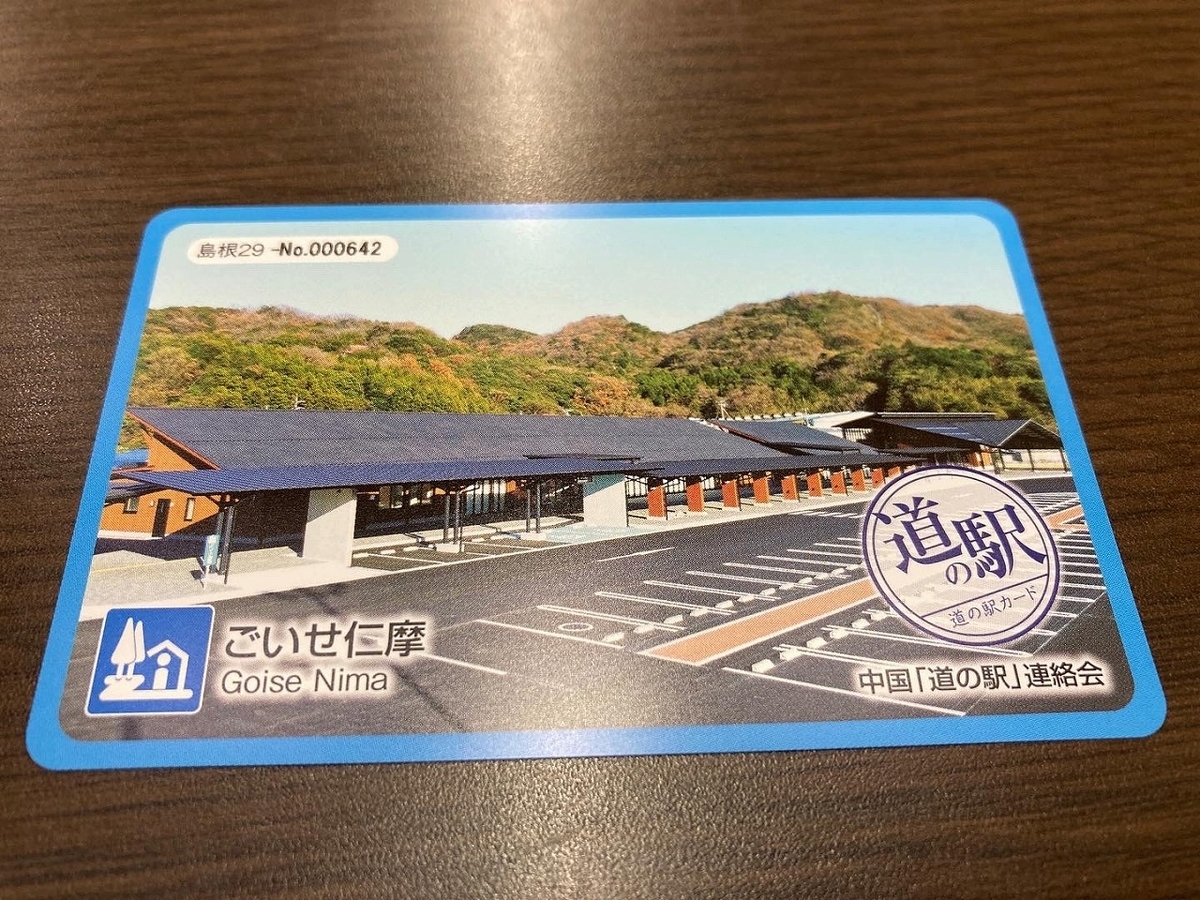 島根29 -No.000642
道の駅
道の駅カード
ごいせ仁摩
Goise Nima
中国「道の駅」連絡会